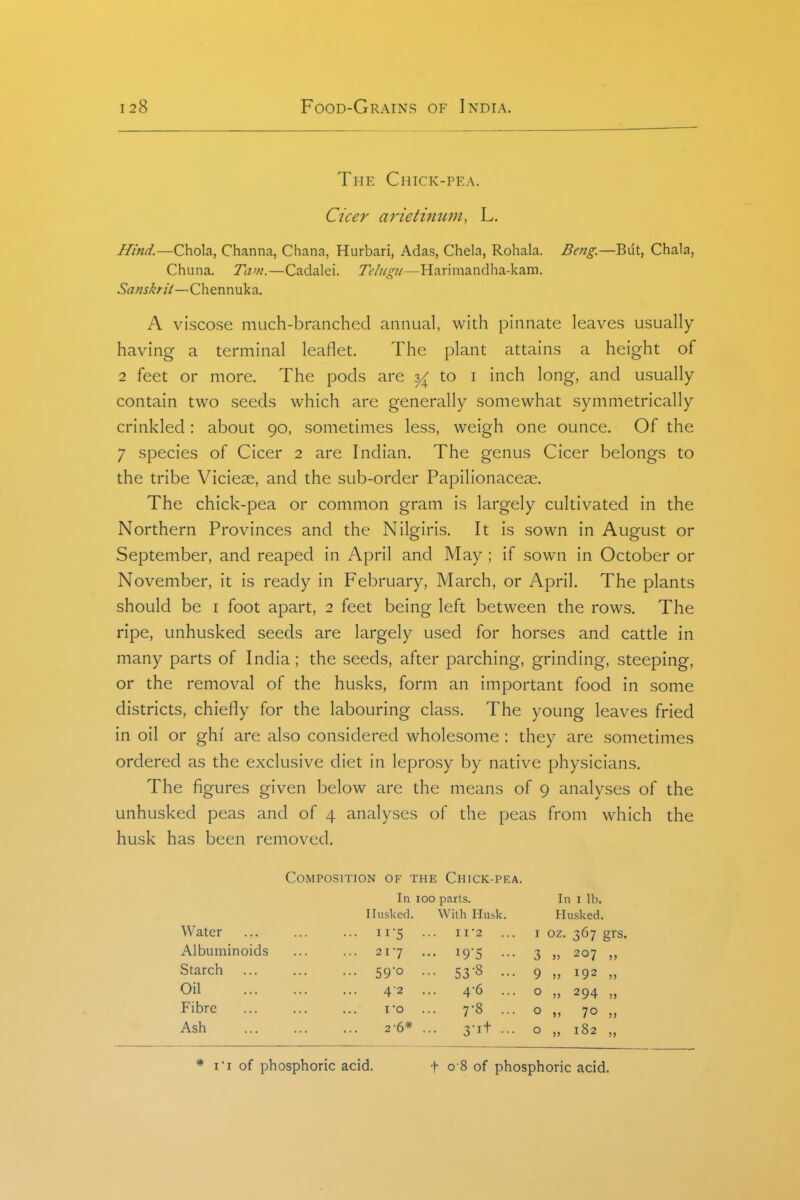 128 Food-Grains of India.
The Chick-pea.
Cicer arietinum, L.
Hind.—Chola, Channa, Chana, Hurbari, Adas, Chela, Rohala. Beng.—Bút, Chala,
Chuna. Tam.—Cadalei. Telugu—Harimandha-kam.
Sanskrit—Chennuka.
A viscose much-branched annual, with pinnate leaves usually
having a terminal leaflet. The plant attains a height of
2 feet or more. The pods are ¾ to 1 inch long, and usually
contain two seeds which are generally somewhat symmetrically
crinkled: about 90, sometimes less, weigh one ounce. Of the
7 species of Cicer 2 are Indian. The genus Cicer belongs to
the tribe Vicieæ, and the sub-order Papilionaceæ.
The chick-pea or common gram is largely cultivated in the
Northern Provinces and the Nilgiris. It is sown in August or
September, and reaped in April and May; if sown in October or
November, it is ready in February, March, or April. The plants
should be 1 foot apart, 2 feet being left between the rows. The
ripe, unhusked seeds are largely used for horses and cattle in
many parts of India; the seeds, after parching, grinding, steeping,
or the removal of the husks, form an important food in some
districts, chiefly for the labouring class. The young leaves fried
in oil or ghí are also considered wholesome: they are sometimes
ordered as the exclusive diet in leprosy by native physicians.
The figures given below are the means of 9 analyses of the
unhusked peas and of 4 analyses of the peas from which the
husk has been removed.
Composition of the Chick-pea.
In 100 parts. In 1 lb.
Husked. With Husk. Husked.
Water ... ... ... 11·5 ... 11·2 ... 1 oz. 367 grs.
Albuminoids ... ... 21·7 ... 19·5 ... 3 „ 207 „
Starch ... ... ... 59·0 ... 53·8 ... 9 „ 192 „
Oil ... ... ... 4·2 ... 4·6 ... 0 „ 294 „
Fibre ... ... ... 1·0 ... 7·8 ... 0 „ 70 „
Ash ... ... ... 2·6* ... 3·1† ... 0 „ 182 „
* 1·1 of phosphoric acid. † 0·8 of phosphoric acid.